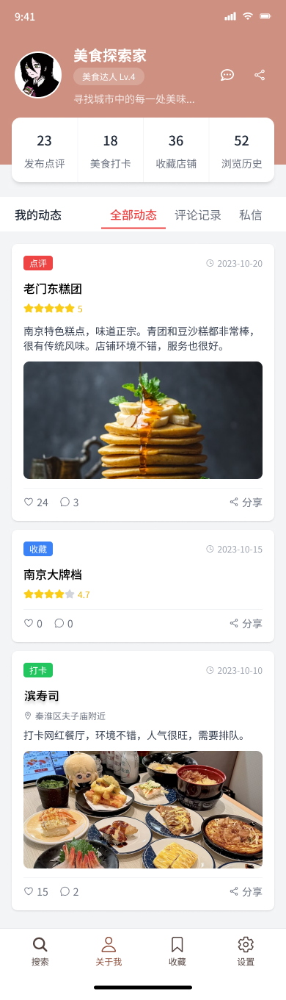 9:41
美食探索家
美食达人 Lv.4
寻找城市中的每一处美味...
23
18
36
52
发布点评
美食打卡
收藏店铺
浏览历史
我的动态
全部动态
评论记录
私信
点评
2023-10-20
老门东糕团
5
南京特色糕点，味道正宗。青团和豆沙糕都非常棒，
很有传统风味。店铺环境不错，服务也很好。
24
3
分享
收藏
2023-10-15
南京大牌档
4.7
0
0
分享
打卡
2023-10-10
滨寿司
秦淮区夫子庙附近
打卡网红餐厅，环境不错，人气很旺，需要排队。
15
2
分享
搜索
关于我
收藏
设置